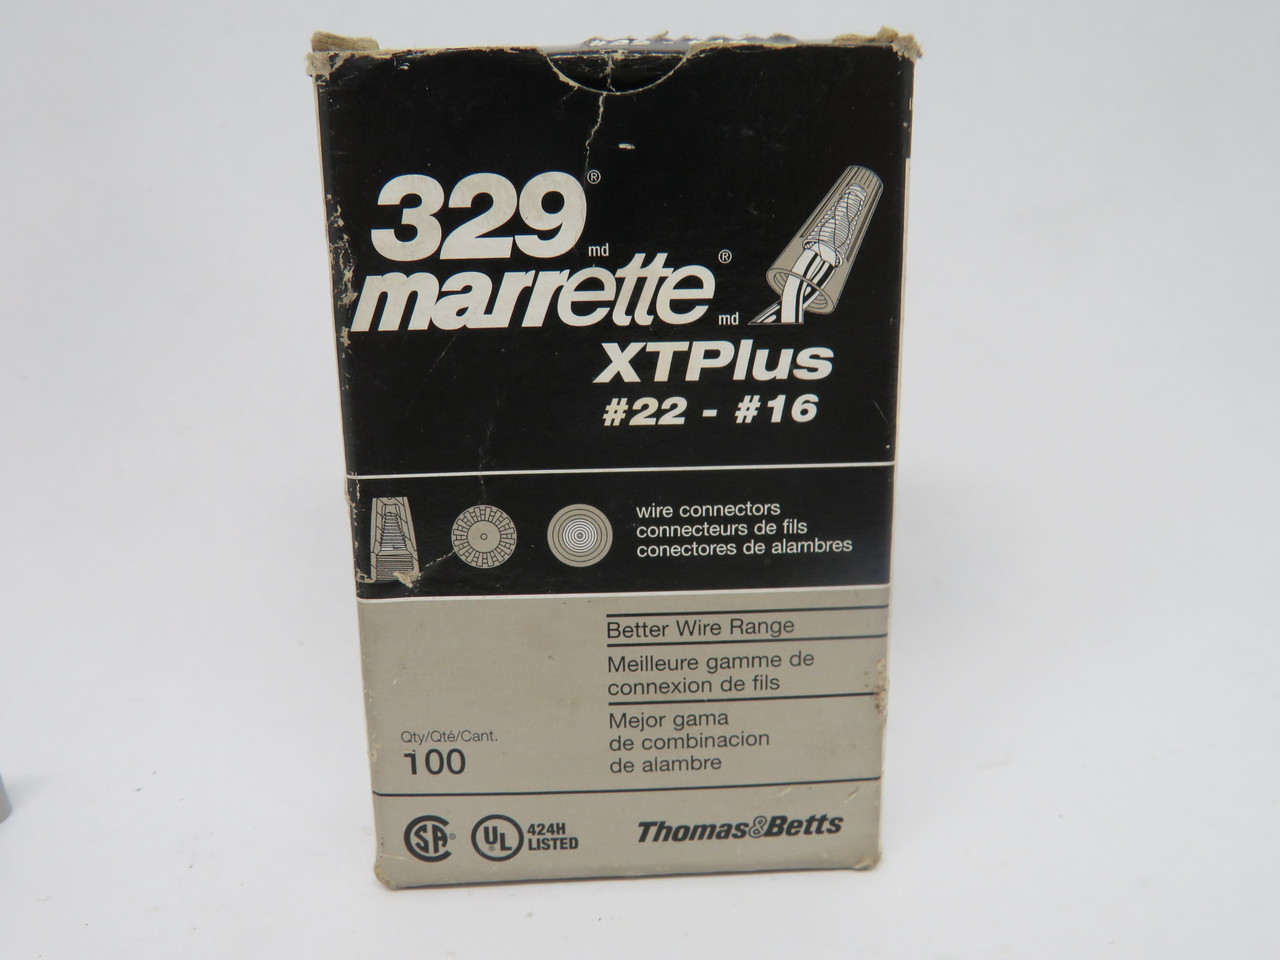 329® md
marrette® md
XTPlus
#22 - #16
wire connectors
connecteurs de fils
conectores de alambres
Better Wire Range
Meilleure gamme de
connexion de fils
Mejor gama
de combinacion
de alambre
Qty/Qté/Cant.
100
SA®
UL® 424H
LISTED
Thomas&Betts